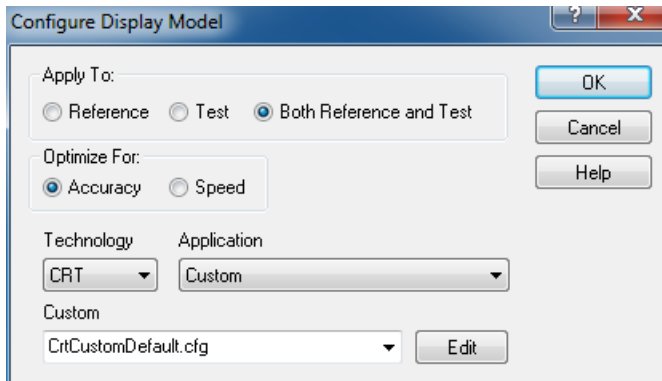 Configure Display Model
? X
Apply To:
Reference Test Both Reference and Test
OK
Cancel
Optimize For:
Help
Accuracy Speed
Technology Application
CRT Custom
Custom
CrtCustomDefault.cfg Edit